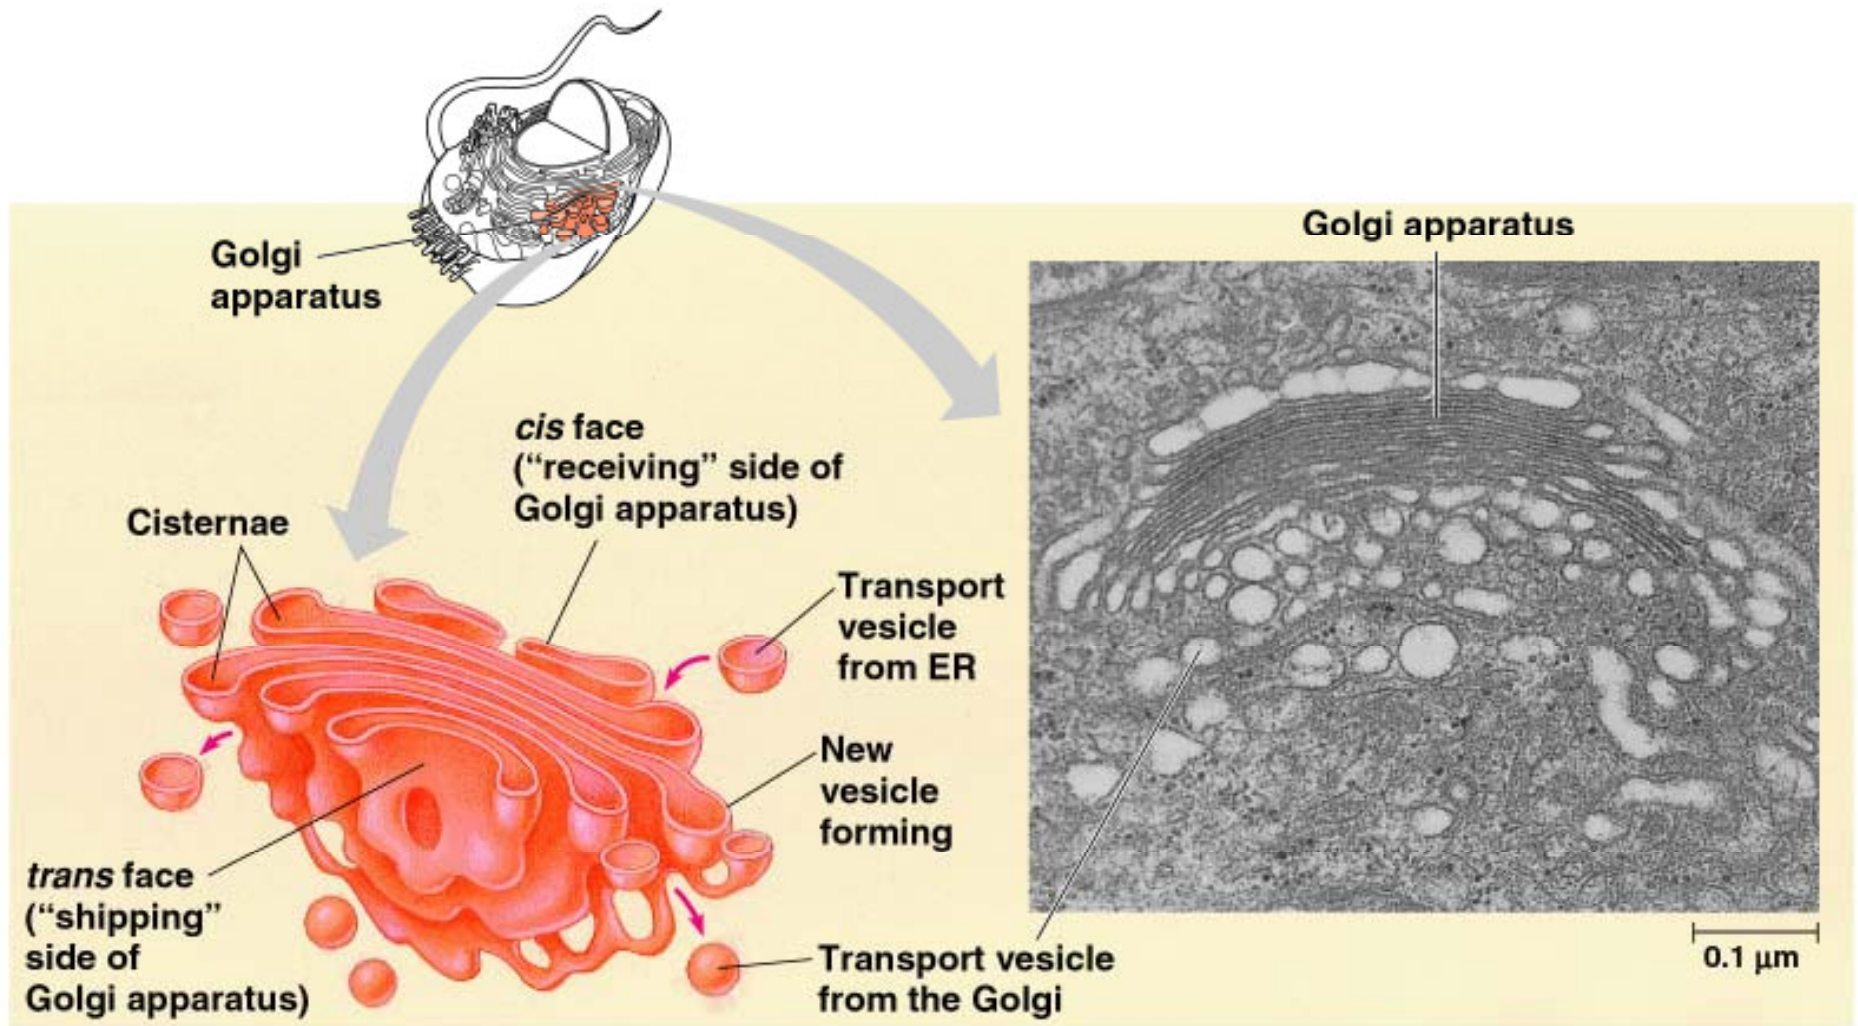 Golgi apparatus
Golgi
apparatus
cis face
("receiving" side of
Golgi apparatus)
Cisternae
Transport
vesicle
from ER
New
vesicle
forming
trans face
("shipping"
side of
Golgi apparatus)
Transport vesicle
from the Golgi
0.1 μm